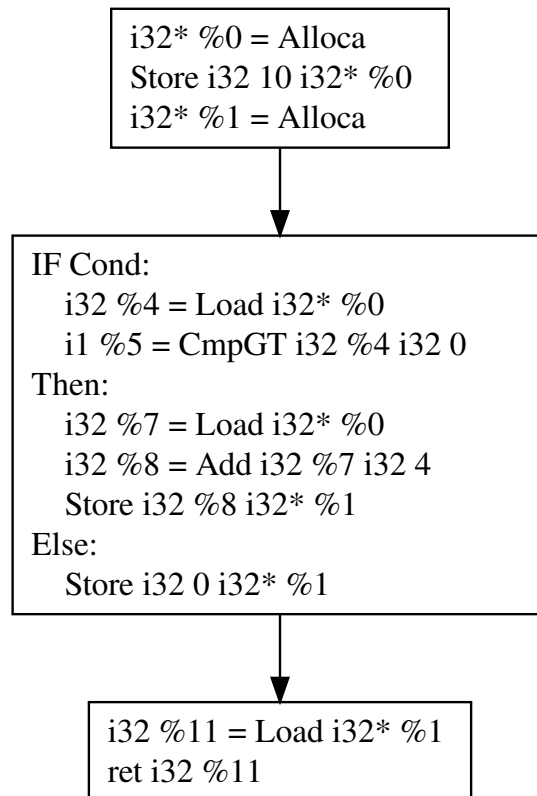 i32* %0 = Alloca
Store i32 10 i32* %0
i32* %1 = Alloca
IF Cond:
i32 %4 = Load i32* %0
i1 %5 = CmpGT i32 %4 i32 0
Then:
i32 %7 = Load i32* %0
i32 %8 = Add i32 %7 i32 4
Store i32 %8 i32* %1
Else:
Store i32 0 i32* %1
i32 %11 = Load i32* %1
ret i32 %11